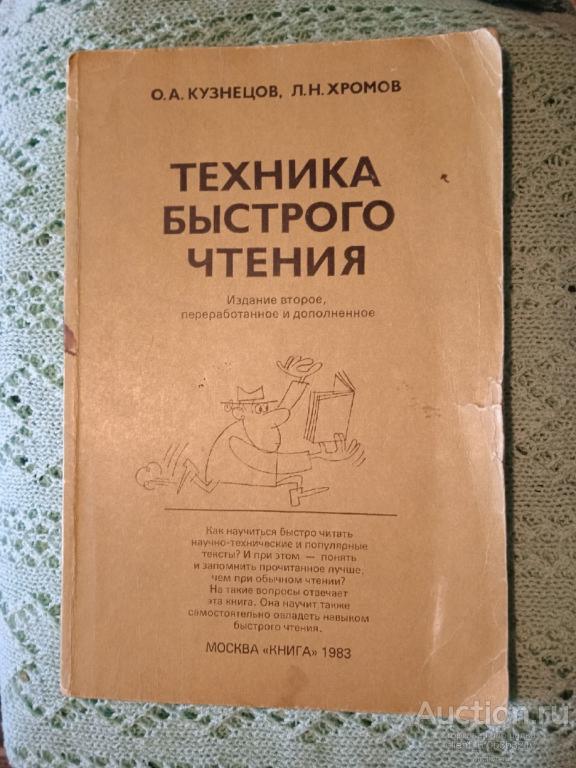 О.А. КУЗНЕЦОВ, Л.Н. ХРОМОВ
ТЕХНИКА
БЫСТРОГО
ЧТЕНИЯ
Издание второе,
переработанное и дополненное
Как научиться быстро читать
научно-технические и популярные
тексты? И при этом — понять
и запомнить прочитанное лучше,
чем при обычном чтении?
На такие вопросы отвечает
эта книга. Она научит также
самостоятельно овладеть навыком
быстрого чтения.
МОСКВА «КНИГА» 1983
Auction.ru